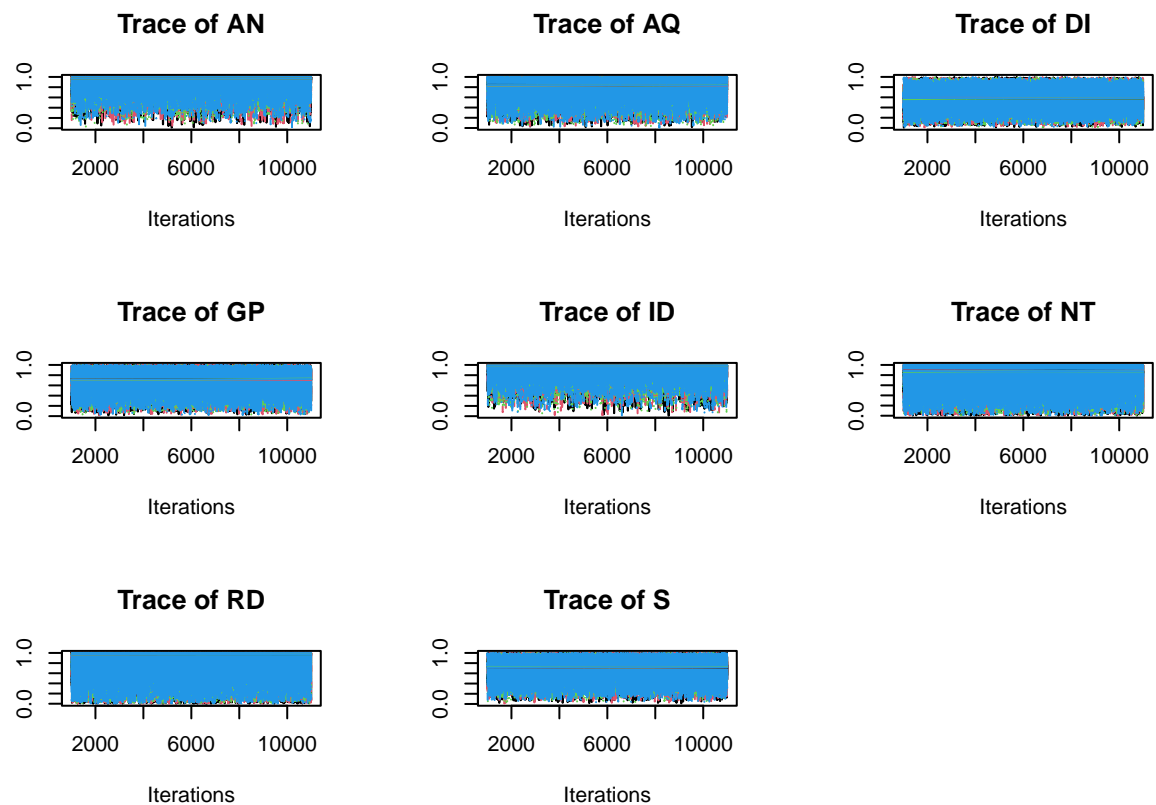 Trace of AN
1.0
0.0
2000 6000 10000
Iterations
Trace of AQ
1.0
0.0
2000 6000 10000
Iterations
Trace of DI
1.0
0.0
2000 6000 10000
Iterations
Trace of GP
1.0
0.0
2000 6000 10000
Iterations
Trace of ID
1.0
0.0
2000 6000 10000
Iterations
Trace of NT
1.0
0.0
2000 6000 10000
Iterations
Trace of RD
1.0
0.0
2000 6000 10000
Iterations
Trace of S
1.0
0.0
2000 6000 10000
Iterations